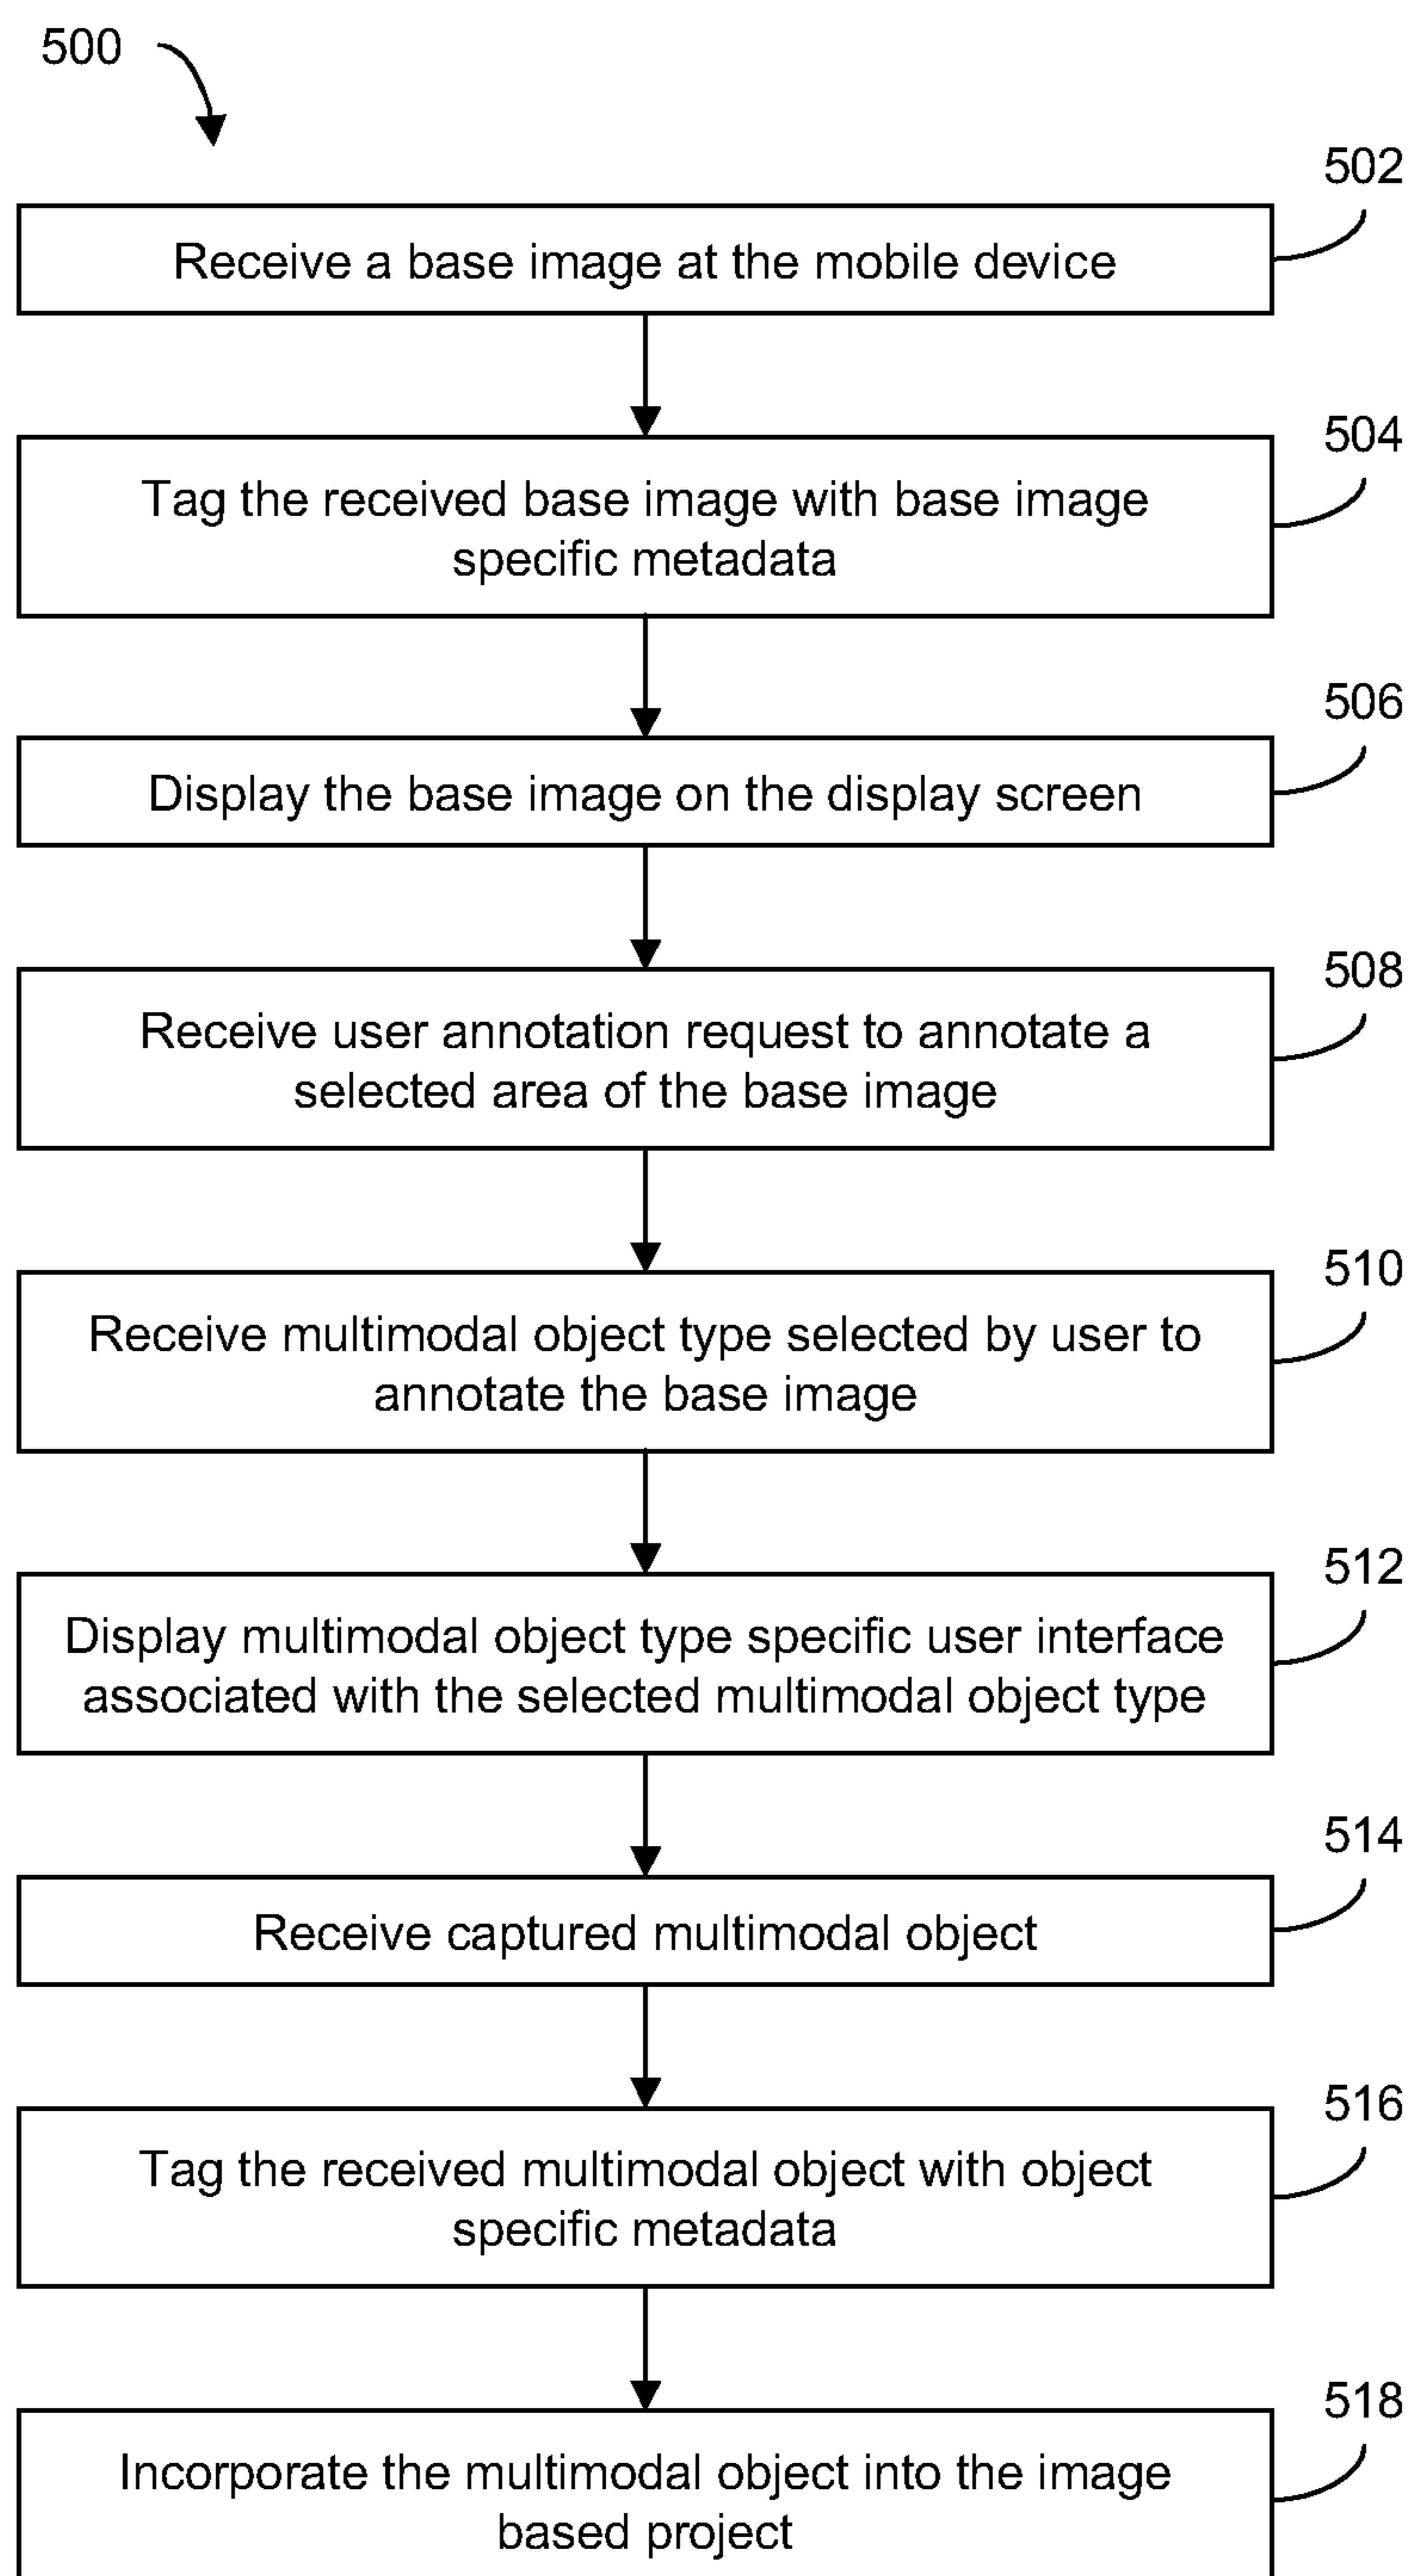 500
502
Receive a base image at the mobile device
504
Tag the received base image with base image
specific metadata
506
Display the base image on the display screen
508
Receive user annotation request to annotate a
selected area of the base image
510
Receive multimodal object type selected by user to
annotate the base image
512
Display multimodal object type specific user interface
associated with the selected multimodal object type
514
Receive captured multimodal object
516
Tag the received multimodal object with object
specific metadata
518
Incorporate the multimodal object into the image
based project